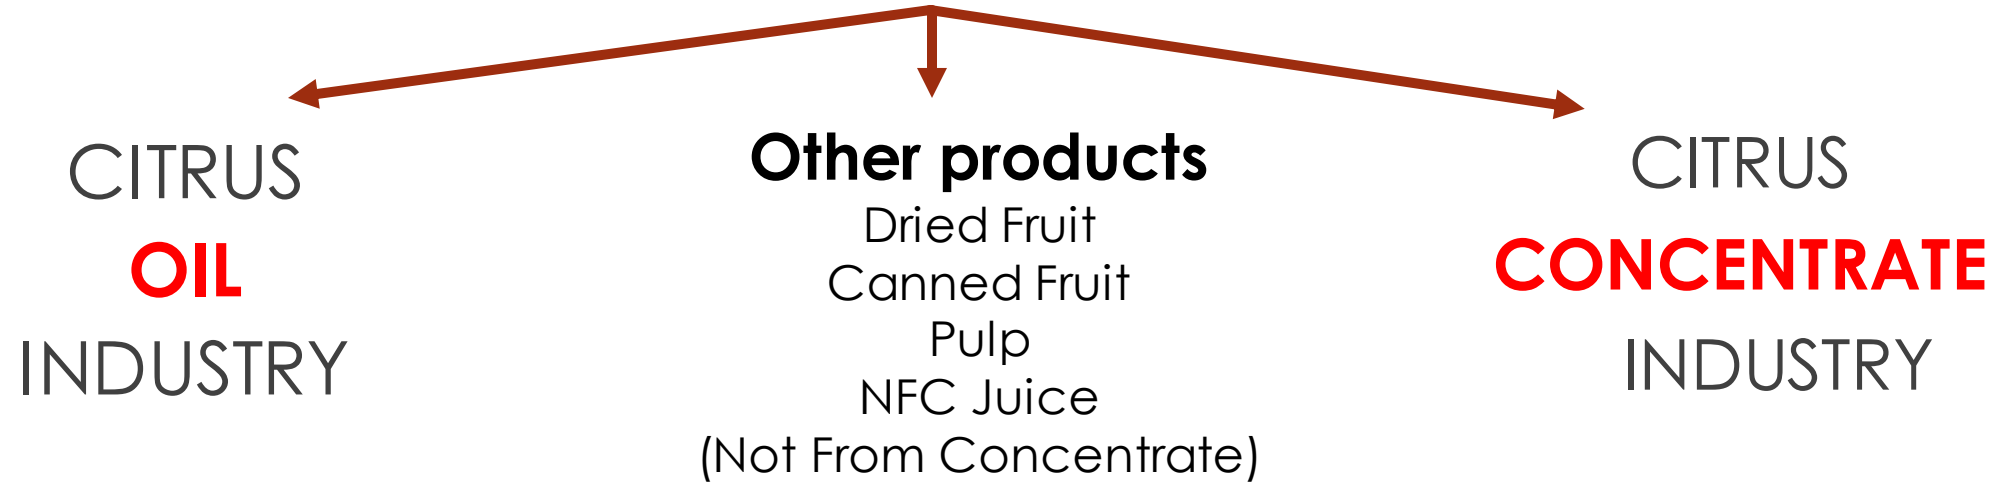 CITRUS
OIL
INDUSTRY
Other products
Dried Fruit
Canned Fruit
Pulp
NFC Juice
(Not From Concentrate)
CITRUS
CONCENTRATE
INDUSTRY